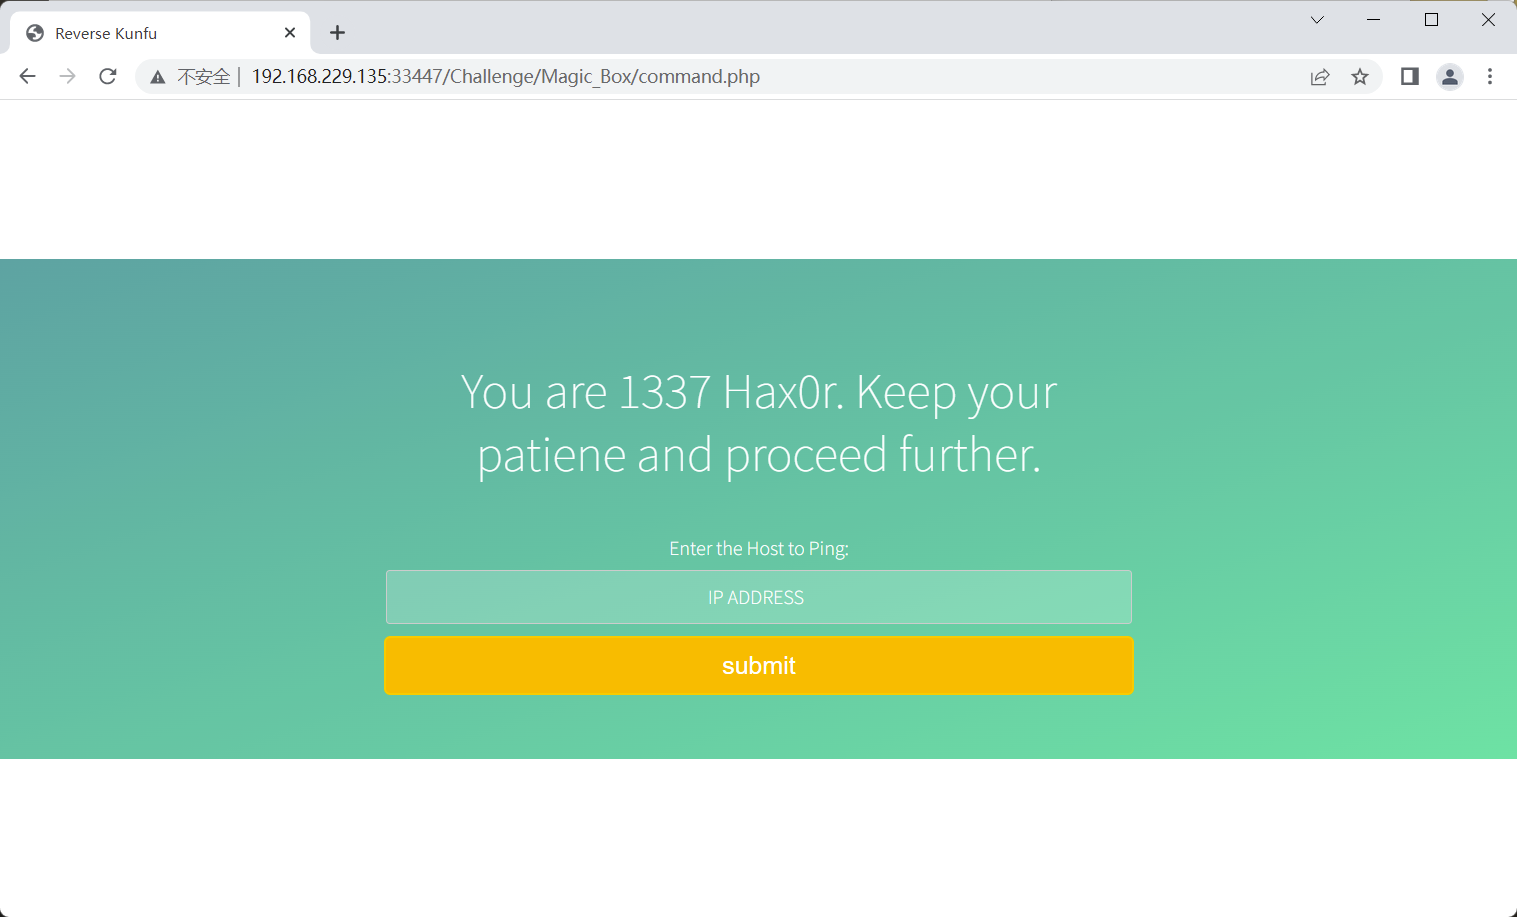 Reverse Kunfu
不安全 | 192.168.229.135:33447/Challenge/Magic_Box/command.php
You are 1337 Hax0r. Keep your
patiene and proceed further.
Enter the Host to Ping:
IP ADDRESS
submit